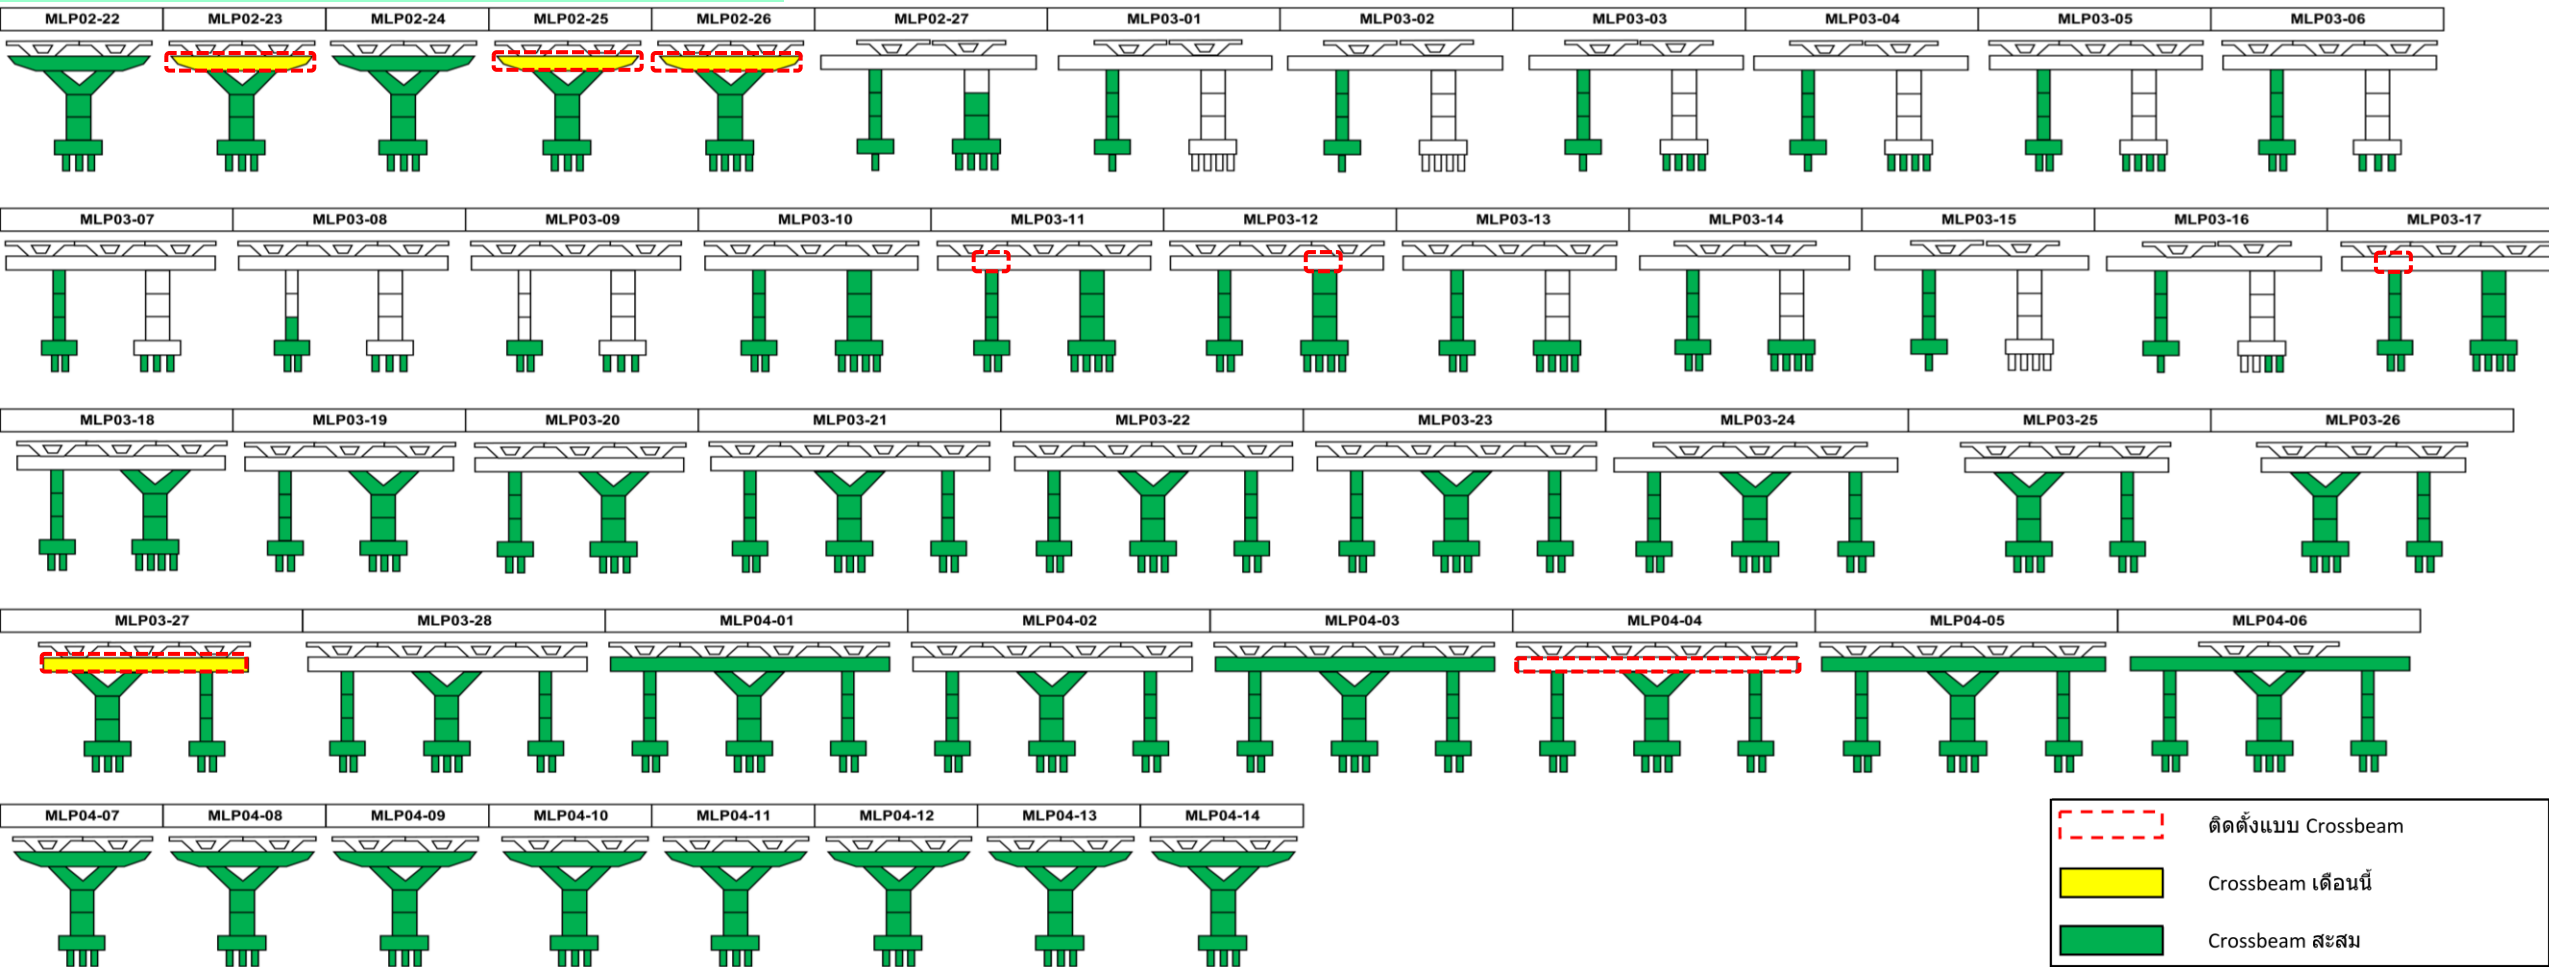 MLP02-22 MLP02-23 MLP02-24 MLP02-25 MLP02-26 MLP02-27 MLP03-01 MLP03-02 MLP03-03 MLP03-04 MLP03-05 MLP03-06
MLP03-07 MLP03-08 MLP03-09 MLP03-10 MLP03-11 MLP03-12 MLP03-13 MLP03-14 MLP03-15 MLP03-16 MLP03-17
MLP03-18 MLP03-19 MLP03-20 MLP03-21 MLP03-22 MLP03-23 MLP03-24 MLP03-25 MLP03-26
MLP03-27 MLP03-28 MLP04-01 MLP04-02 MLP04-03 MLP04-04 MLP04-05 MLP04-06
MLP04-07 MLP04-08 MLP04-09 MLP04-10 MLP04-11 MLP04-12 MLP04-13 MLP04-14
ติดตั้งแบบ Crossbeam
Crossbeam เดือนนี้
Crossbeam สะสม